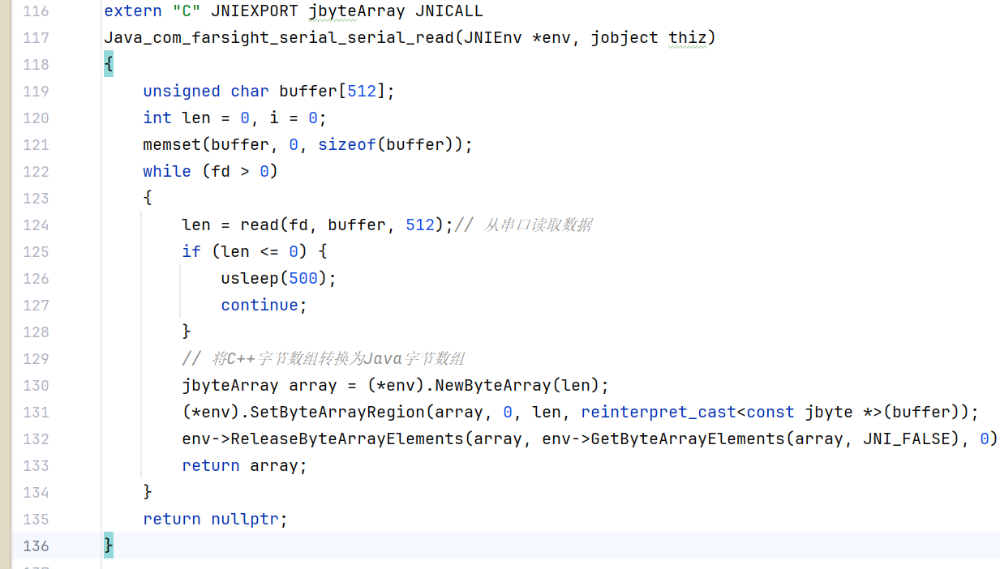 116 extern "C" JNIEXPORT jbyteArray JNICALL
117 Java_com_farsight_serial_serial_read(JNIEnv *env, jobject thiz)
118 {
119     unsigned char buffer[512];
120     int len = 0, i = 0;
121     memset(buffer, 0, sizeof(buffer));
122     while (fd > 0)
123     {
124         len = read(fd, buffer, 512);// 从串口读取数据
125         if (len <= 0) {
126             usleep(500);
127             continue;
128         }
129         // 将C++字节数组转换为Java字节数组
130         jbyteArray array = (*env).NewByteArray(len);
131         (*env).SetByteArrayRegion(array, 0, len, reinterpret_cast<const jbyte *>(buffer));
132         env->ReleaseByteArrayElements(array, env->GetByteArrayElements(array, JNI_FALSE), 0)
133         return array;
134     }
135     return nullptr;
136 }